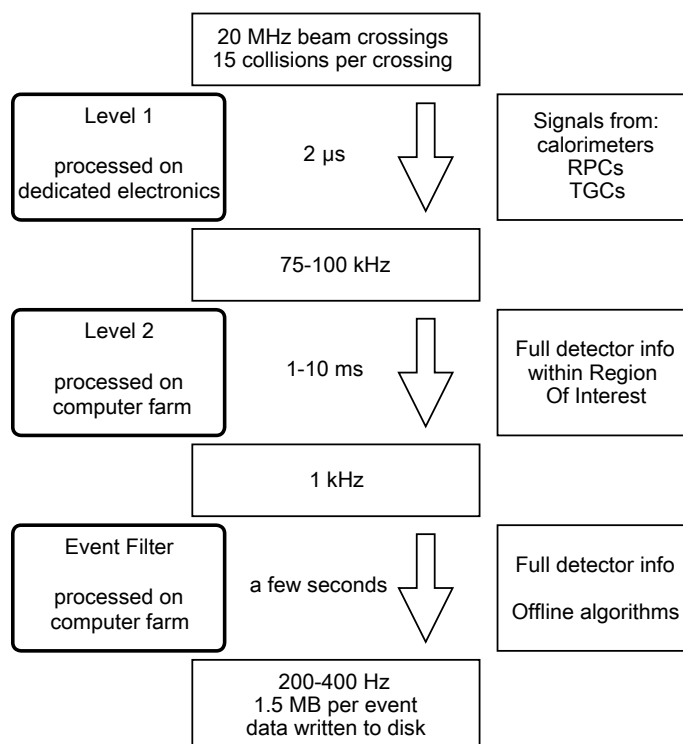 20 MHz beam crossings
15 collisions per crossing
Level 1
processed on
dedicated electronics
2 µs
Signals from:
calorimeters
RPCs
TGCs
75-100 kHz
Level 2
processed on
computer farm
1-10 ms
Full detector info
within Region
Of Interest
1 kHz
Event Filter
processed on
computer farm
a few seconds
Full detector info
Offline algorithms
200-400 Hz
1.5 MB per event
data written to disk